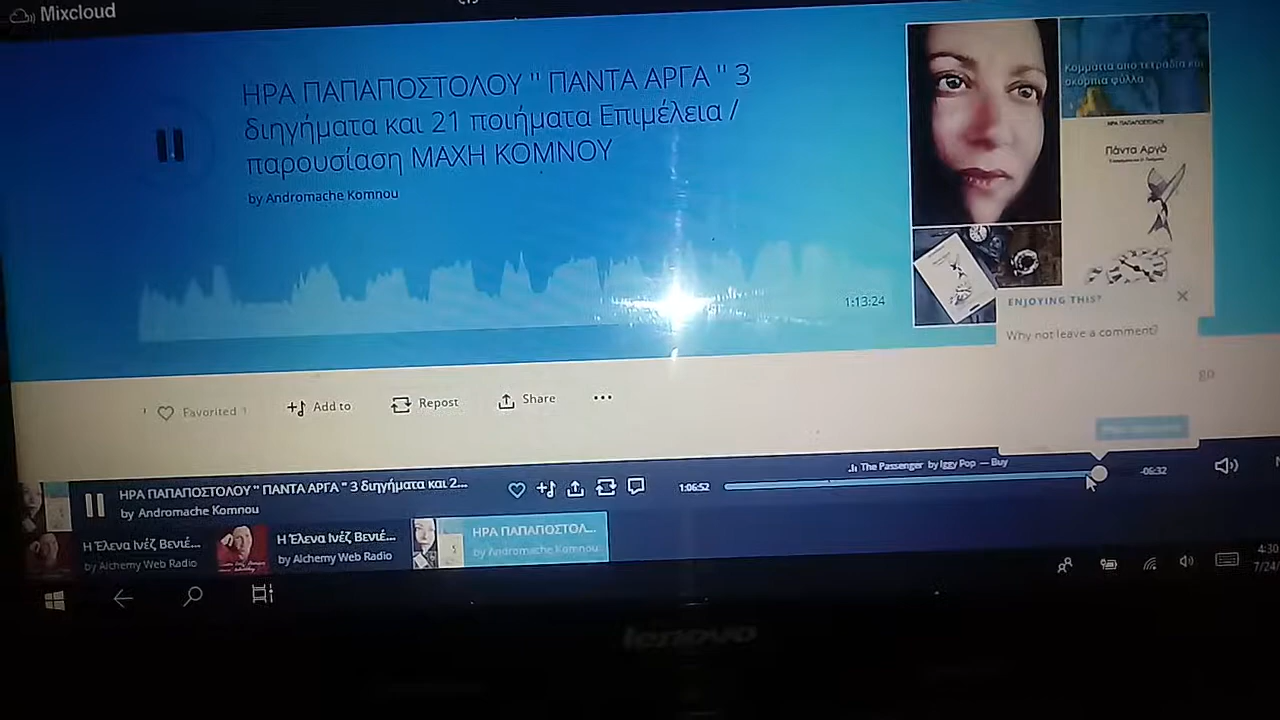 Mixcloud
ΗΡΑ ΠΑΠΑΠΟΣΤΟΛΟΥ " ΠΑΝΤΑ ΑΡΓΑ " 3
διηγήματα και 21 ποιήματα Επιμέλεια /
παρουσίαση ΜΑΧΗ ΚΟΜΝΟΥ
by Andromache Komnou
1:13:24
Κομμάτια από τετράδια και
σκόρπια φύλλα
ΗΡΑ ΠΑΠΑΠΟΣΤΟΛΟΥ
Πάντα Αργά
ENJOYING THIS?
Why not leave a comment?
go
Favorited
Add to
Repost
Share
The Passenger by Iggy Pop — Buy
ΗΡΑ ΠΑΠΑΠΟΣΤΟΛΟΥ " ΠΑΝΤΑ ΑΡΓΑ " 3 διηγήματα και 2...
by Andromache Komnou
1:06:52
-06:32
Η Έλενα Ινέζ Βενιέ...
by Alchemy Web Radio
Η Έλενα Ινέζ Βενιέ...
by Alchemy Web Radio
ΗΡΑ ΠΑΠΑΠΟΣΤΟΛ...
by Andromache Komnou
4:30
7/24/
lenovo